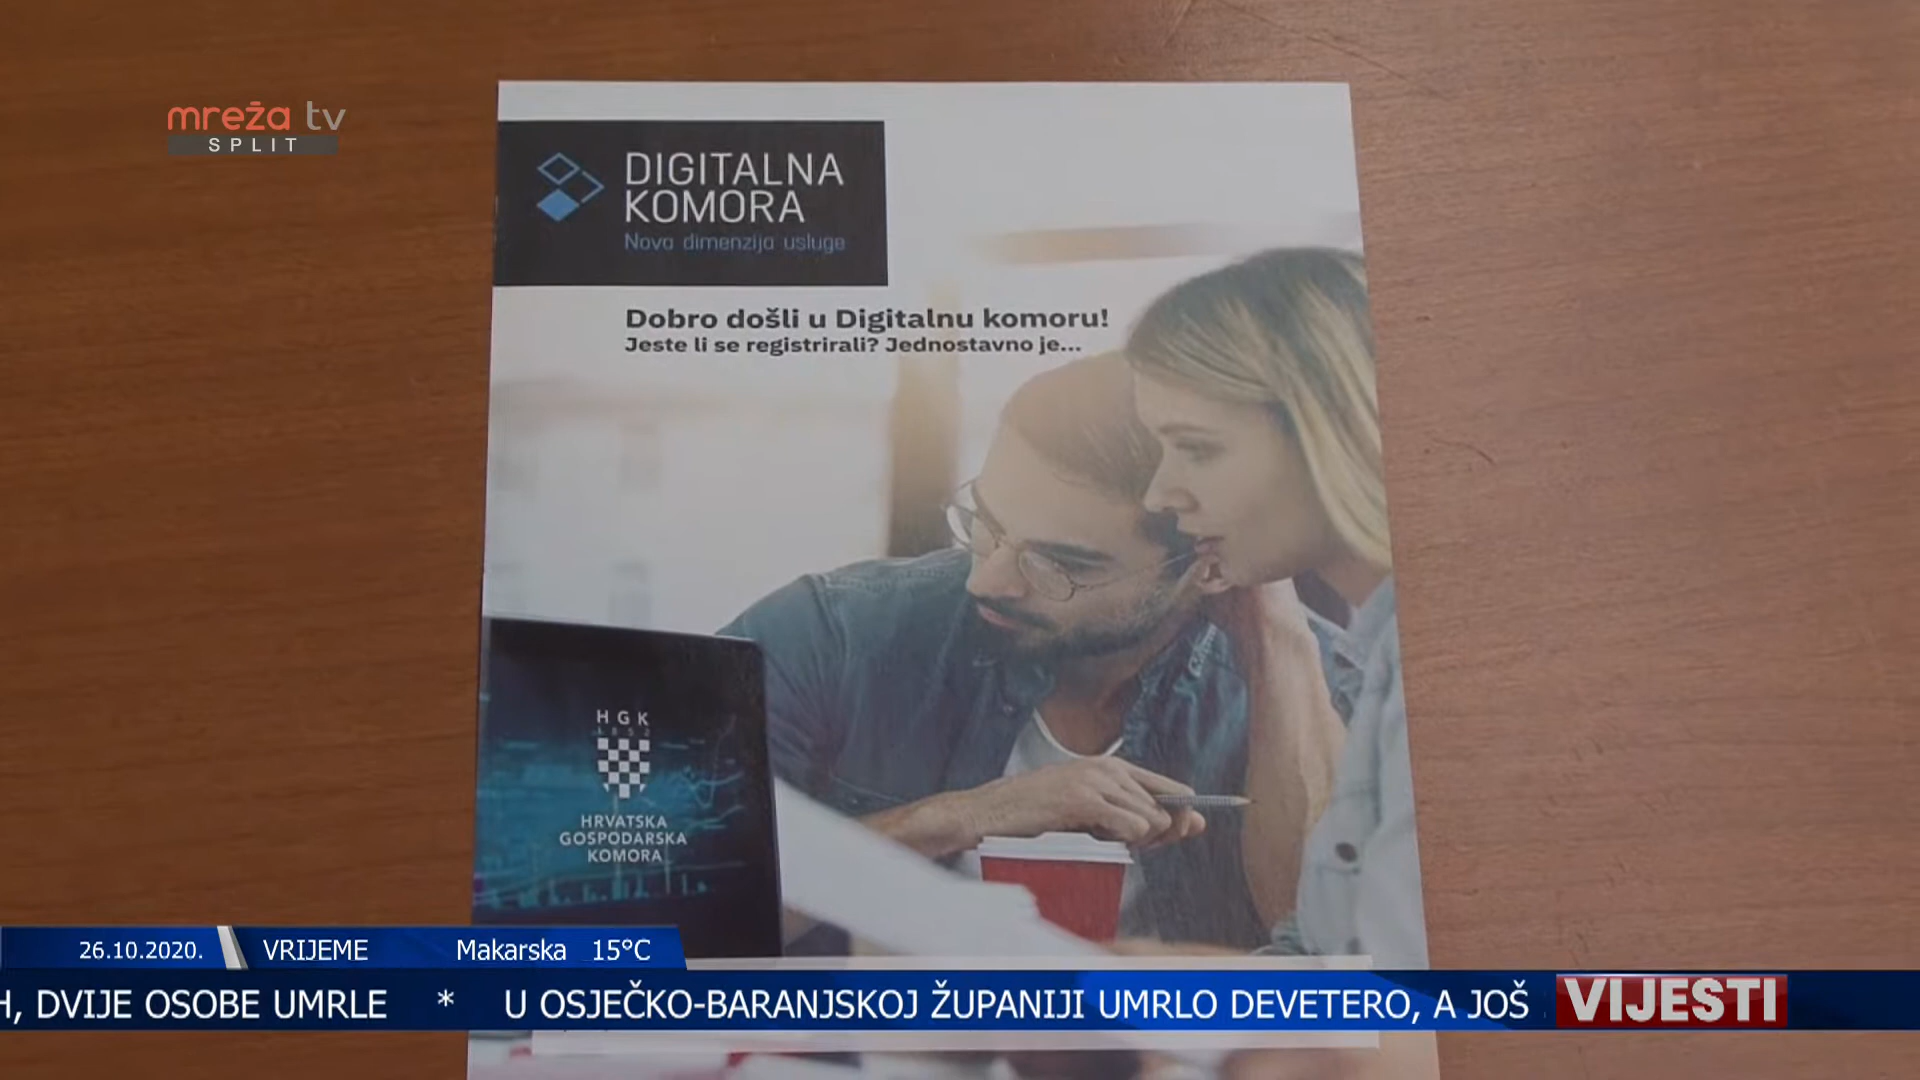 mreža tv
SPLIT
DIGITALNA
KOMORA
Nova dimenzija usluge
Dobro došli u Digitalnu komoru!
Jeste li se registrirali? Jednostavno je...
HGK
1852
HRVATSKA
GOSPODARSKA
KOMORA
26.10.2020. VRIJEME Makarska 15°C
H, DVIJE OSOBE UMRLE * U OSJEČKO-BARANJSKOJ ŽUPANIJI UMRLO DEVETERO, A JOŠ VIJESTI